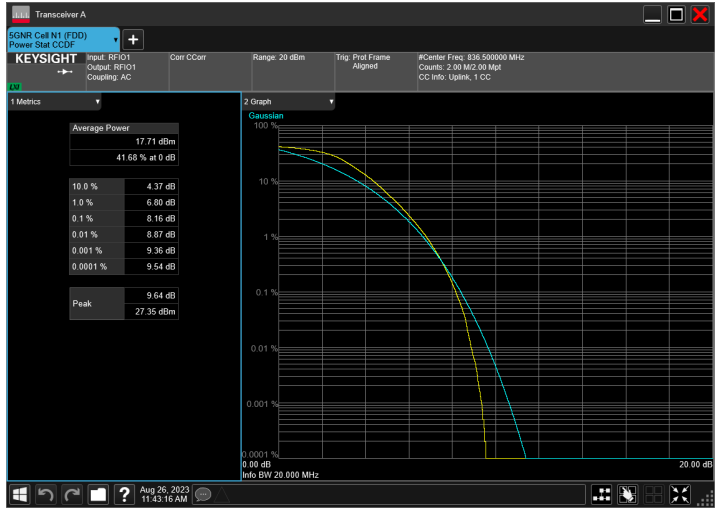 Transceiver A
5GNR Cell N1 (FDD)
Power Stat CCDF
KEYSIGHT
Input: RFIO1
Output: RFIO1
Coupling: AC
Corr CCorr
Range: 20 dBm
Trig: Prot Frame
Aligned
#Center Freq: 836.500000 MHz
Counts: 2.00 M/2.00 Mpt
CC Info: Uplink, 1 CC
1 Metrics
Average Power
17.71 dBm
41.68 % at 0 dB
10.0 % 4.37 dB
1.0 % 6.80 dB
0.1 % 8.16 dB
0.01 % 8.87 dB
0.001 % 9.36 dB
0.0001 % 9.54 dB
Peak 9.64 dB
27.35 dBm
2 Graph
Gaussian
100 %
10 %
1 %
0.1 %
0.01 %
0.001 %
0.0001 %
0.00 dB 20.00 dB
Info BW 20.000 MHz
?
Aug 26, 2023
11:43:16 AM